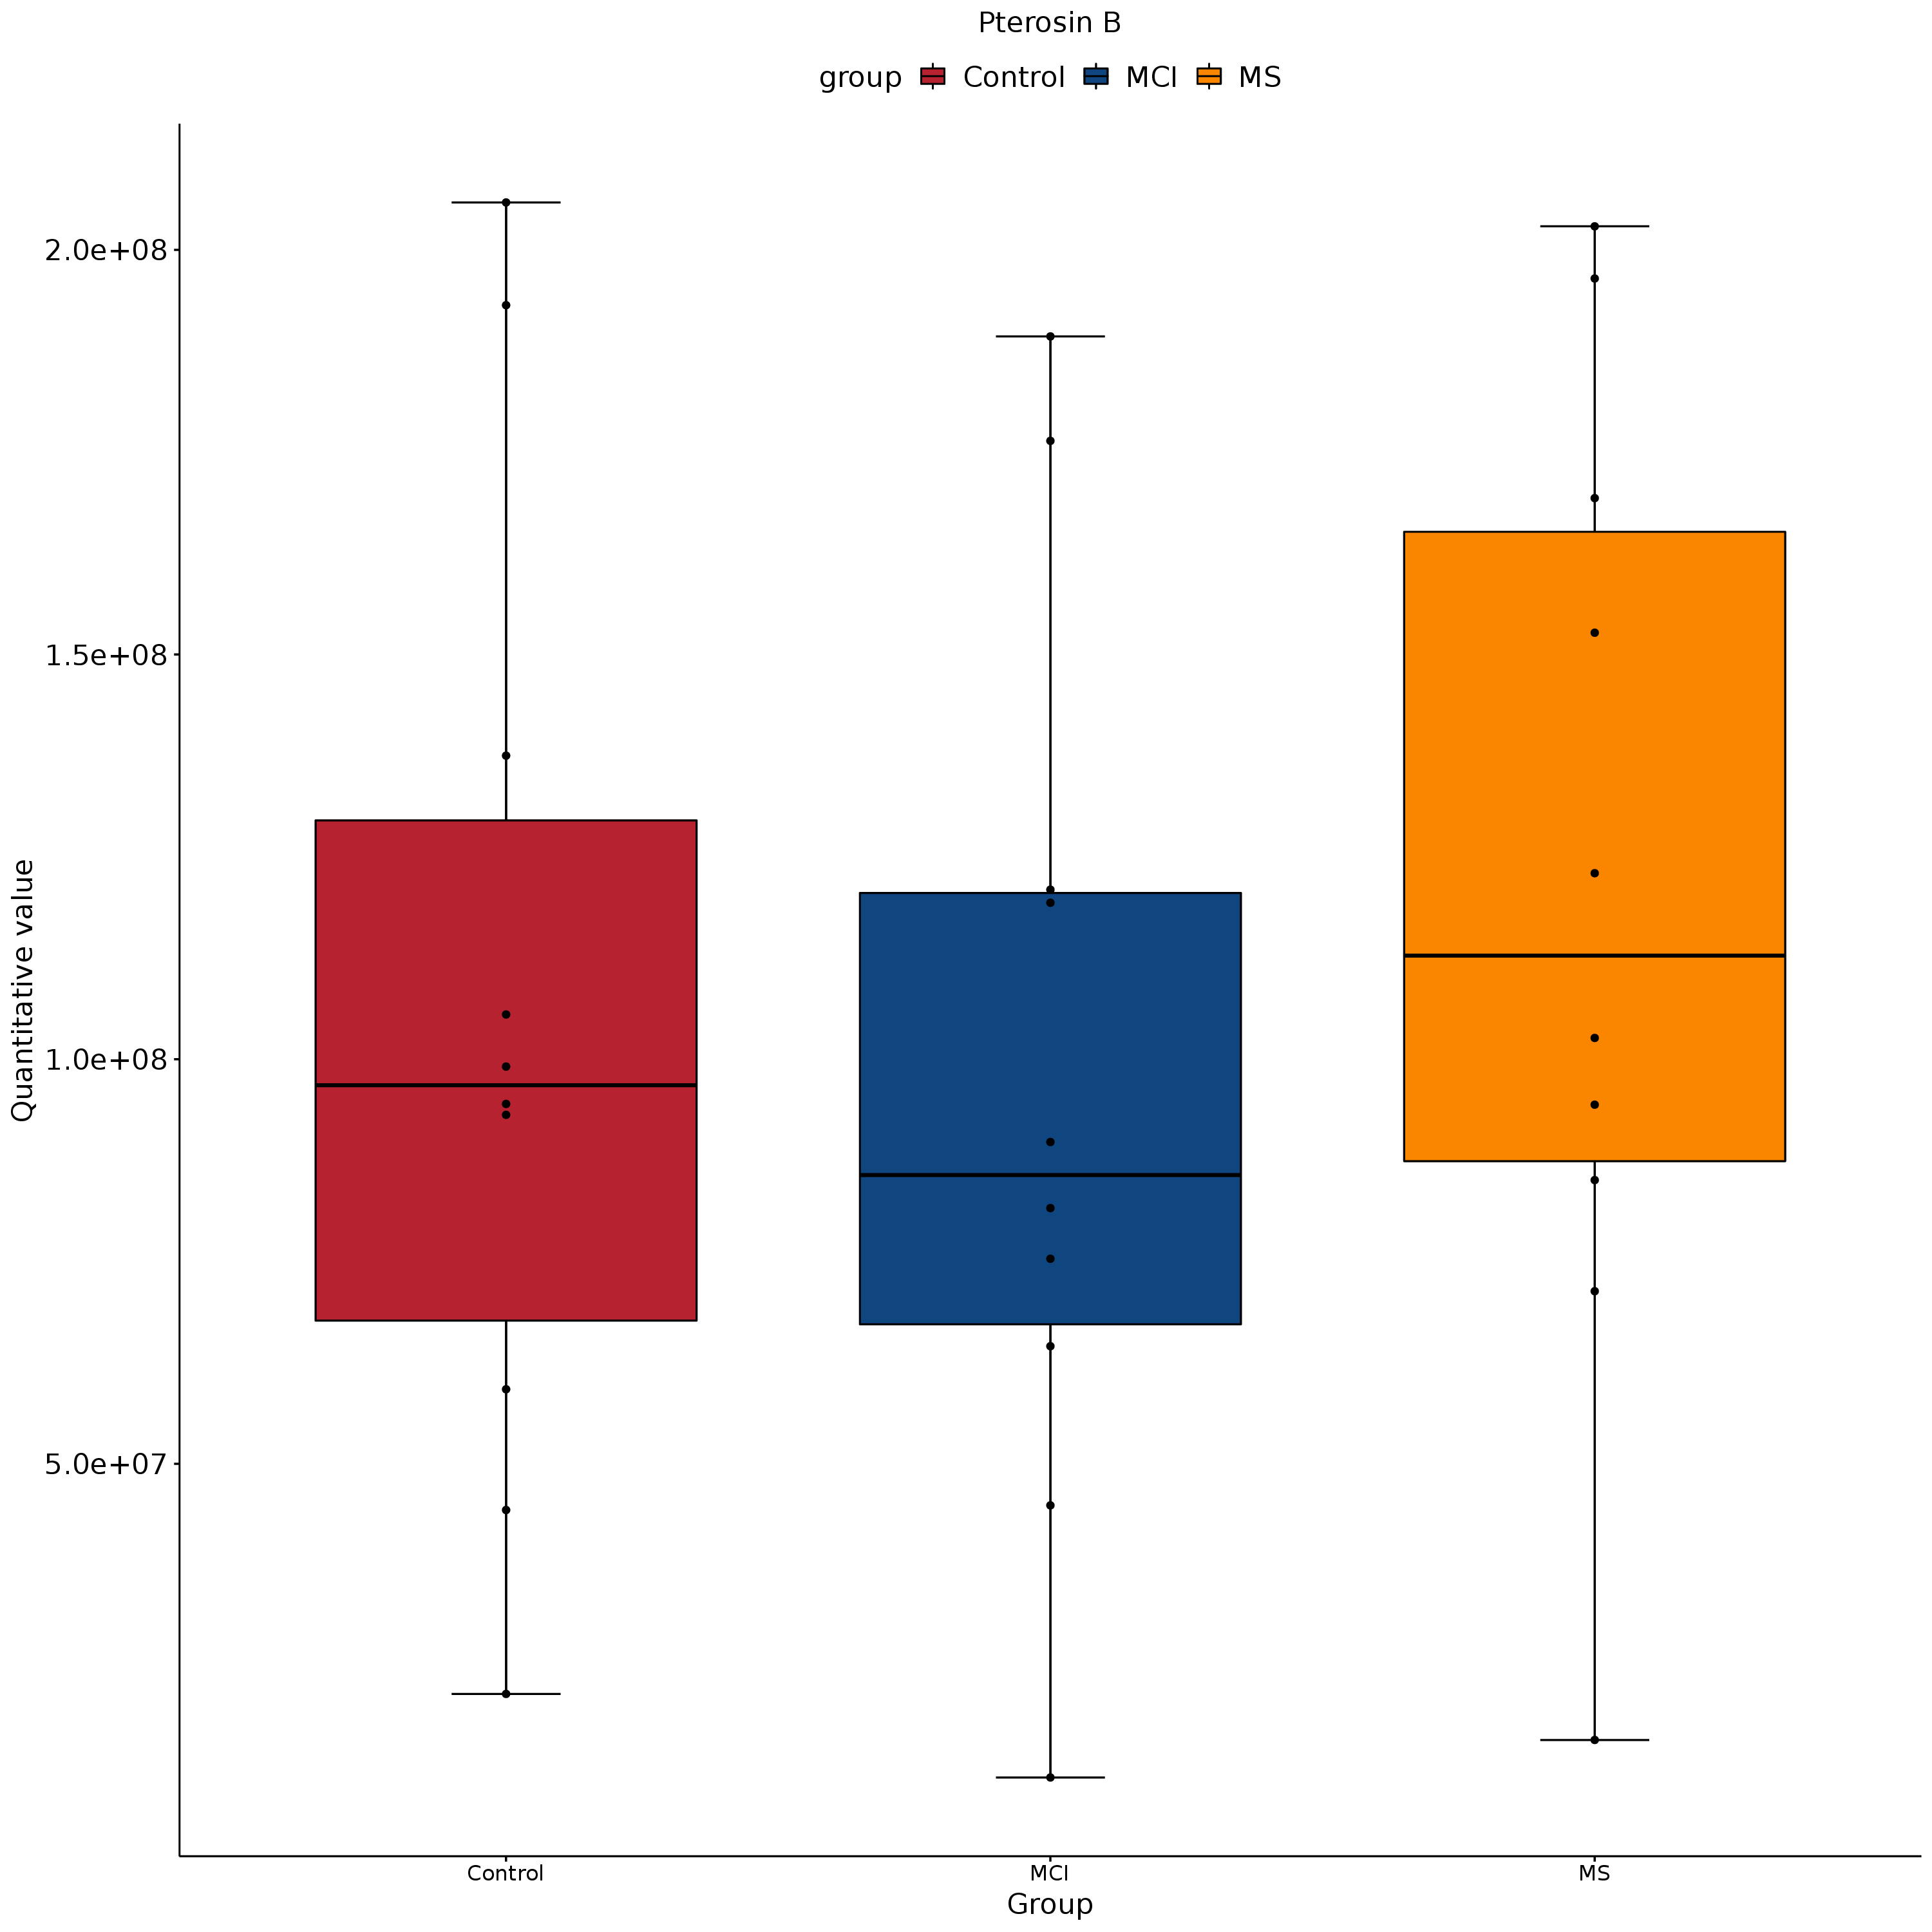 Pterosin B
group Control MCI MS
Quantitative value
2.0e+08
1.5e+08
1.0e+08
5.0e+07
Control MCI MS
Group